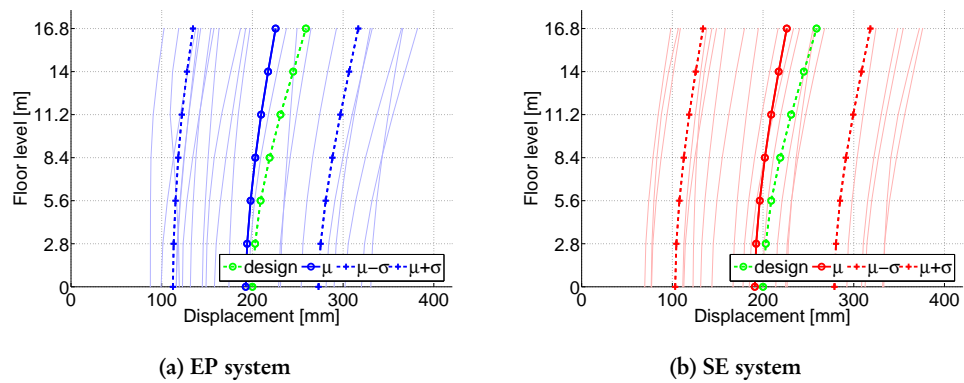 16.8
14
11.2
8.4
5.6
2.8
0
Floor level [m]
design μ μ−σ μ+σ
0 100 200 300 400
Displacement [mm]
(a) EP system
16.8
14
11.2
8.4
5.6
2.8
0
Floor level [m]
design μ μ−σ μ+σ
0 100 200 300 400
Displacement [mm]
(b) SE system